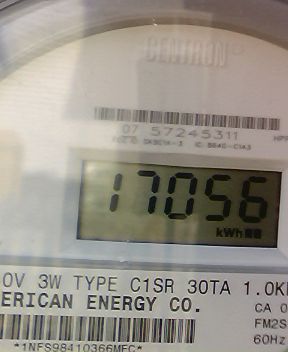 CENTRON
07 57245311
17056
kWh
0V 3W TYPE C1SR 30TA 1.0K
ERICAN ENERGY CO.
CA 0
FM2S
60Hz
*1NFS98410366MFC*